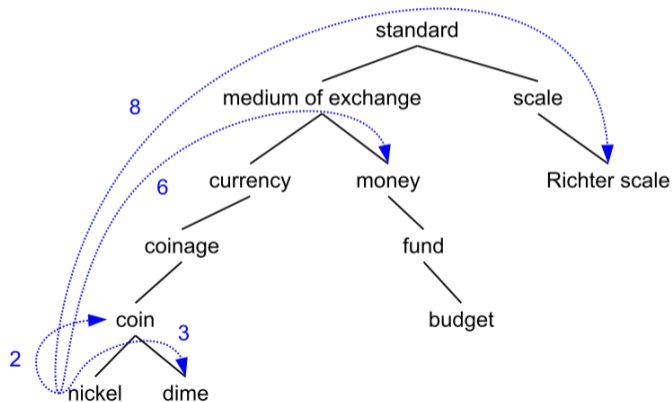 standard
8
medium of exchange scale
6
currency money Richter scale
coinage fund
coin budget
3
2
nickel dime